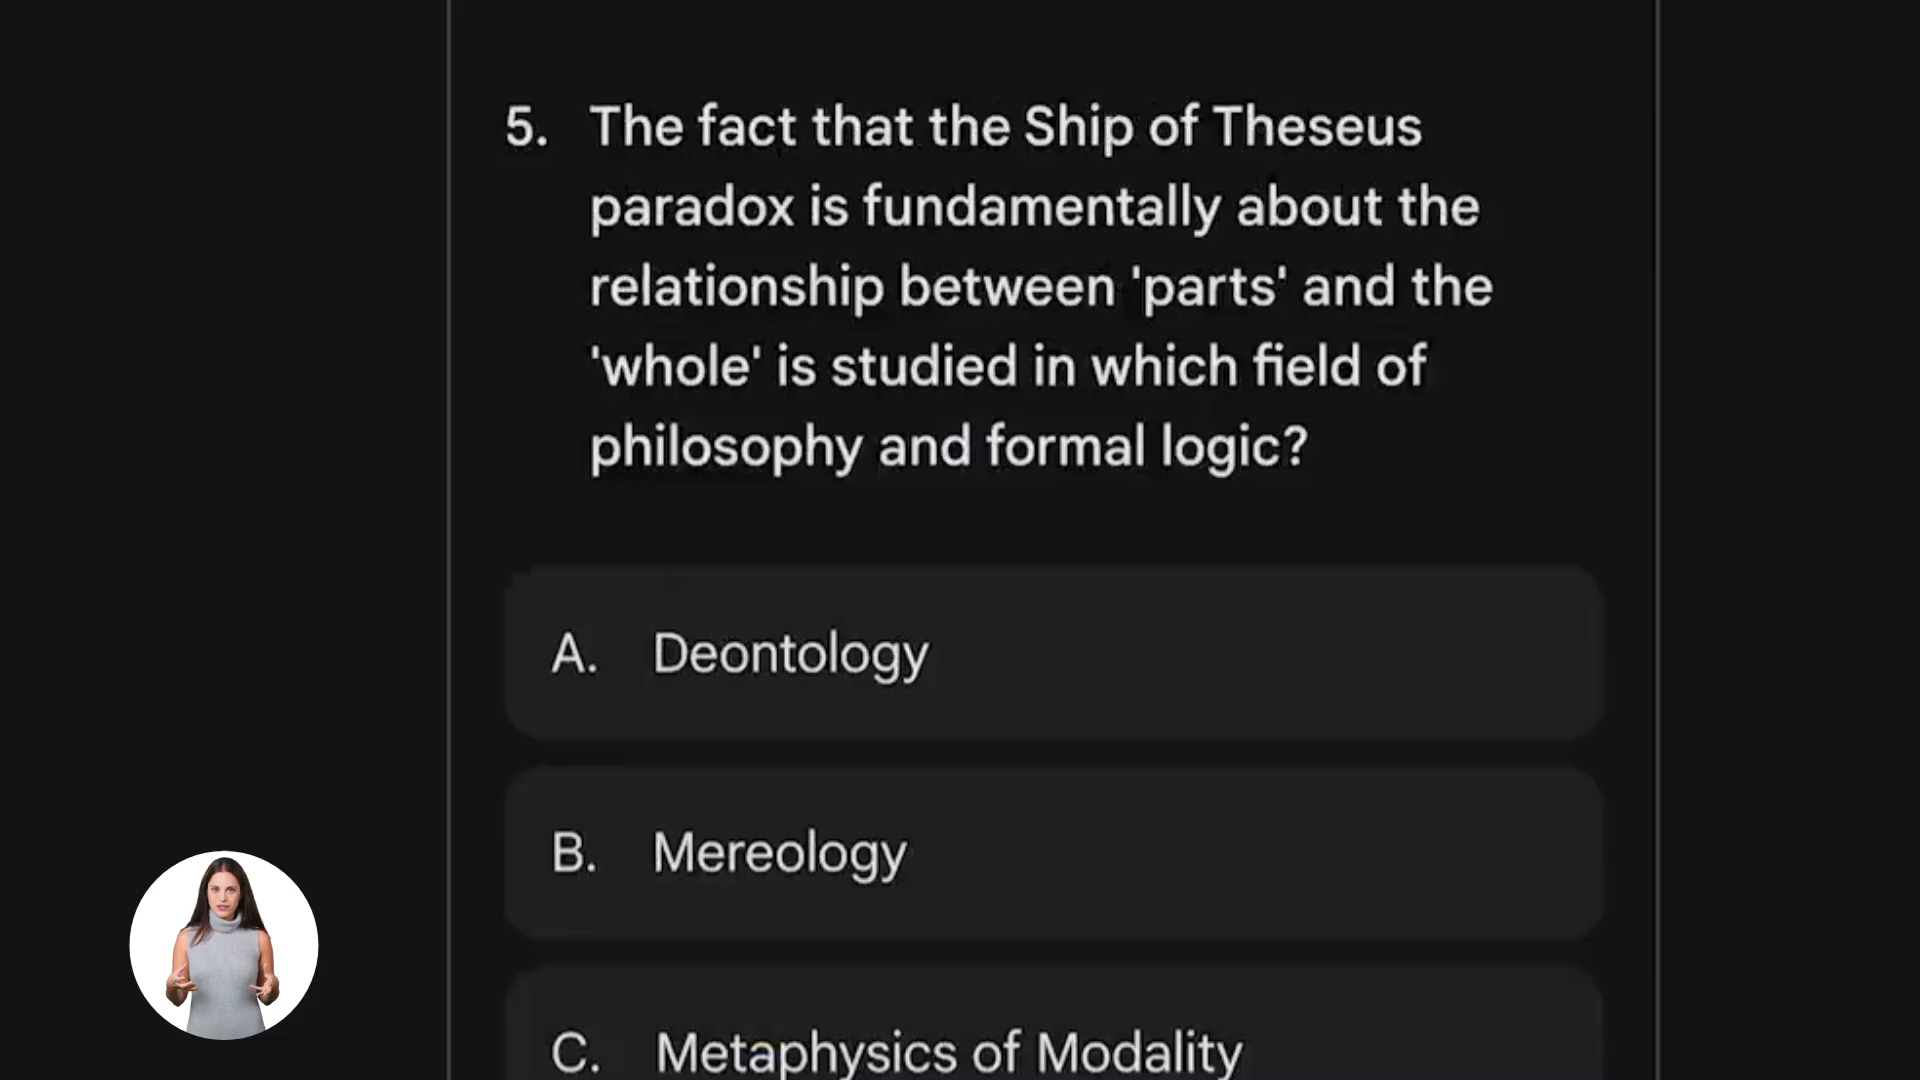 5. The fact that the Ship of Theseus
paradox is fundamentally about the
relationship between 'parts' and the
'whole' is studied in which field of
philosophy and formal logic?
A. Deontology
B. Mereology
C. Metaphysics of Modality